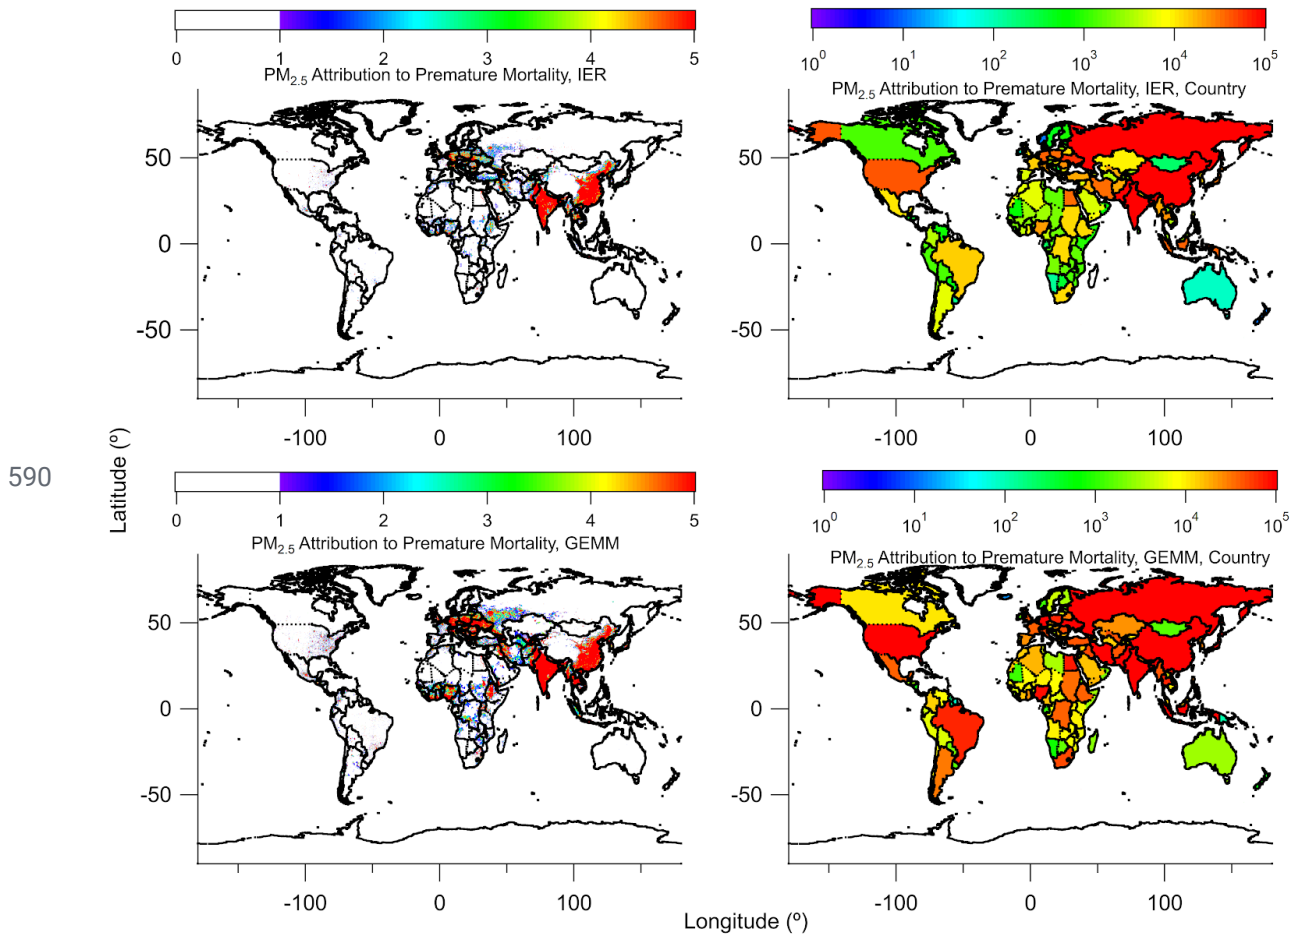 0 1 2 3 4 5
PM2.5 Attribution to Premature Mortality, IER
50
0
-50
-100 0 100
10^0 10^1 10^2 10^3 10^4 10^5
PM2.5 Attribution to Premature Mortality, IER, Country
50
0
-50
-100 0 100
590
Latitude (º)
0 1 2 3 4 5
PM2.5 Attribution to Premature Mortality, GEMM
50
0
-50
-100 0 100
10^0 10^1 10^2 10^3 10^4 10^5
PM2.5 Attribution to Premature Mortality, GEMM, Country
50
0
-50
-100 0 100
Longitude (º)